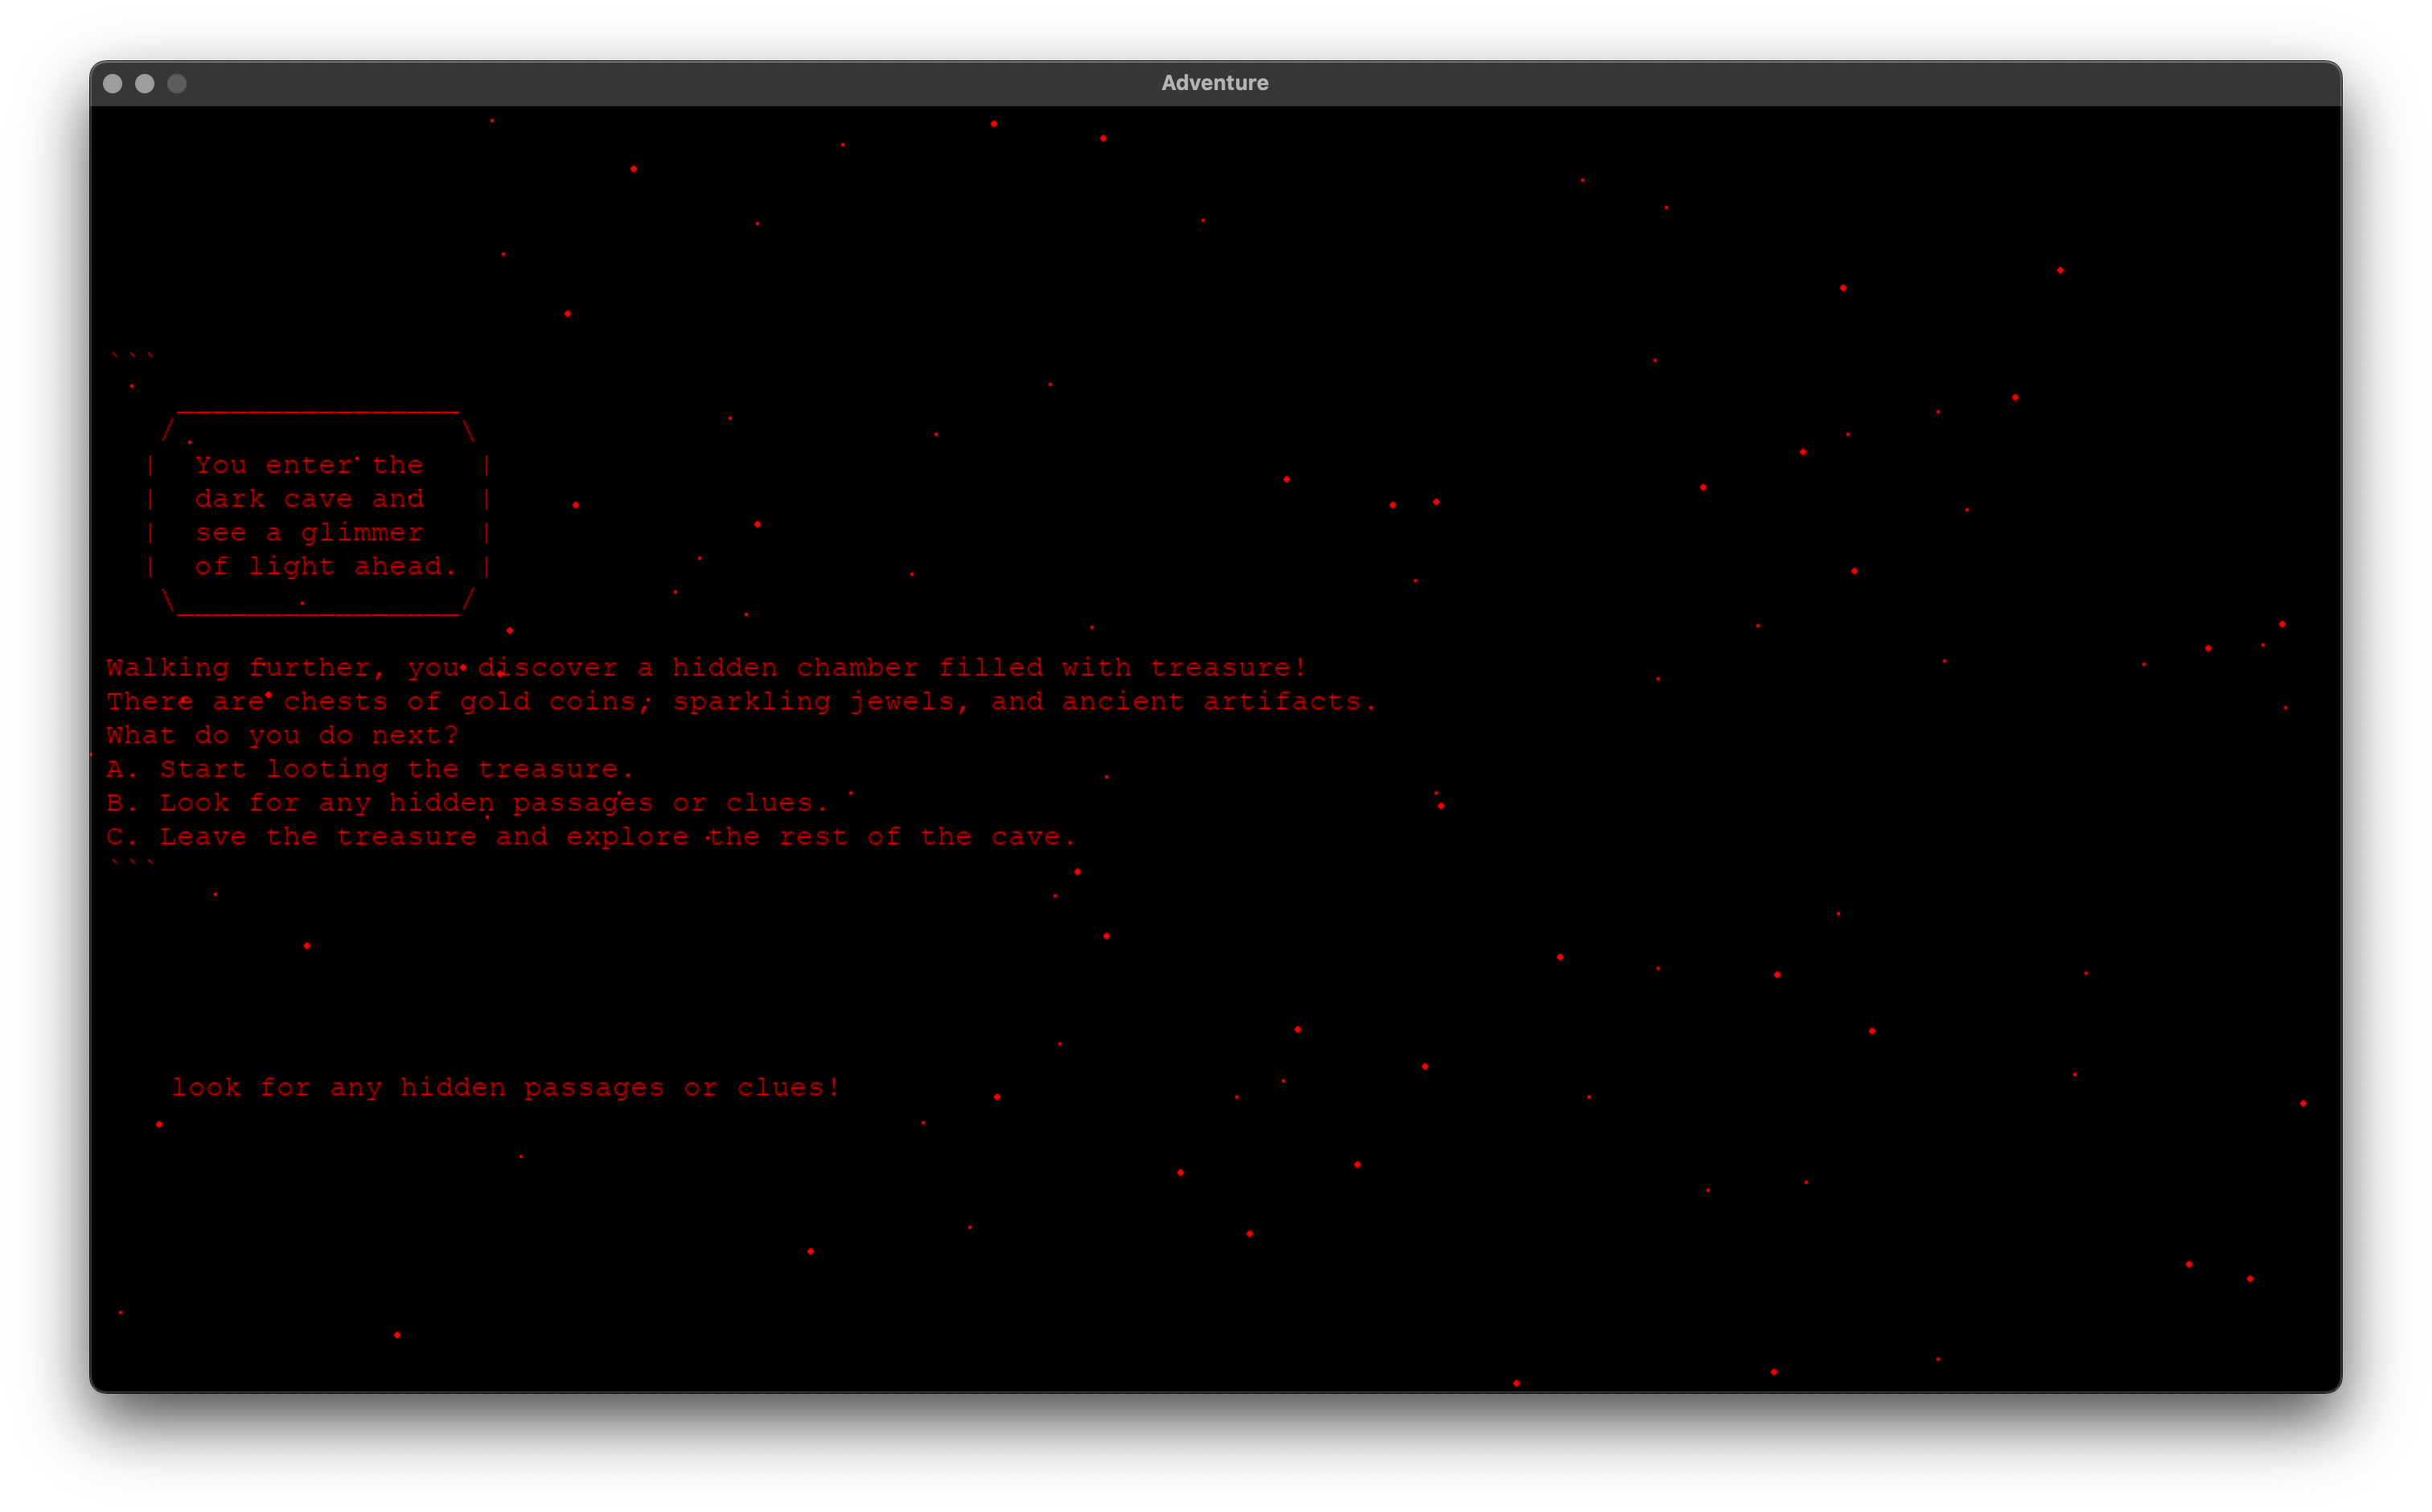 Adventure
```
________________
/ \
| You enter the |
| dark cave and |
| see a glimmer |
| of light ahead. |
\________________/
Walking further, you discover a hidden chamber filled with treasure!
There are chests of gold coins, sparkling jewels, and ancient artifacts.
What do you do next?
A. Start looting the treasure.
B. Look for any hidden passages or clues.
C. Leave the treasure and explore the rest of the cave.
```
look for any hidden passages or clues!